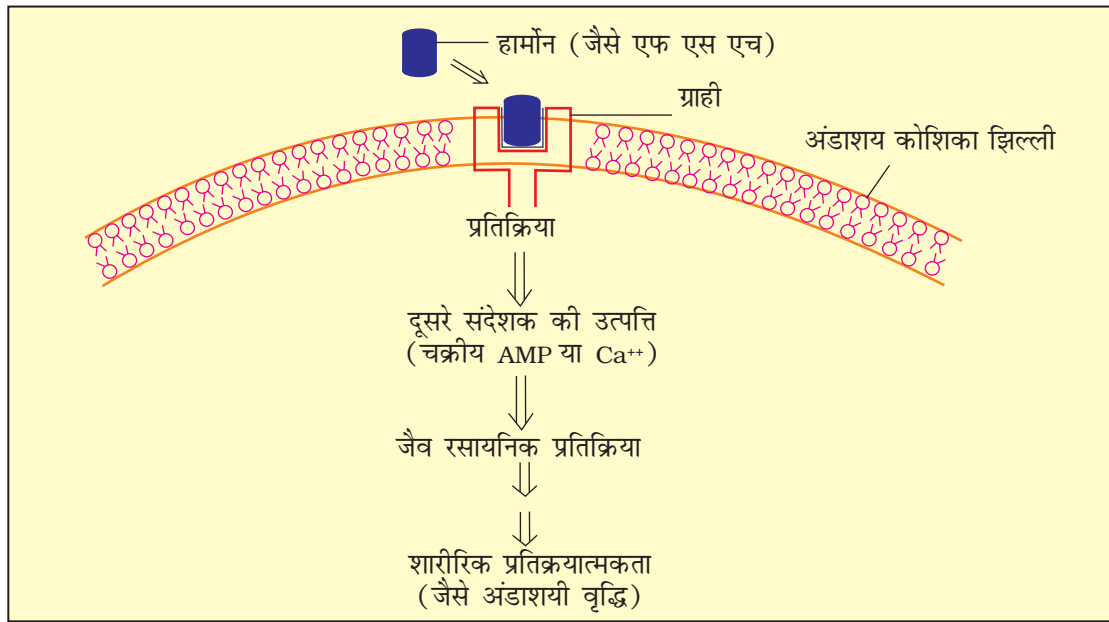 हार्मोन (जैसे एफ एस एच)
ग्राही
अंडाशय कोशिका झिल्ली
प्रतिक्रिया
दूसरे संदेशक की उत्पत्ति
(चक्रीय AMP या Ca⁺⁺)
जैव रसायनिक प्रतिक्रिया
शारीरिक प्रतिक्रयात्मकता
(जैसे अंडाशयी वृद्धि)